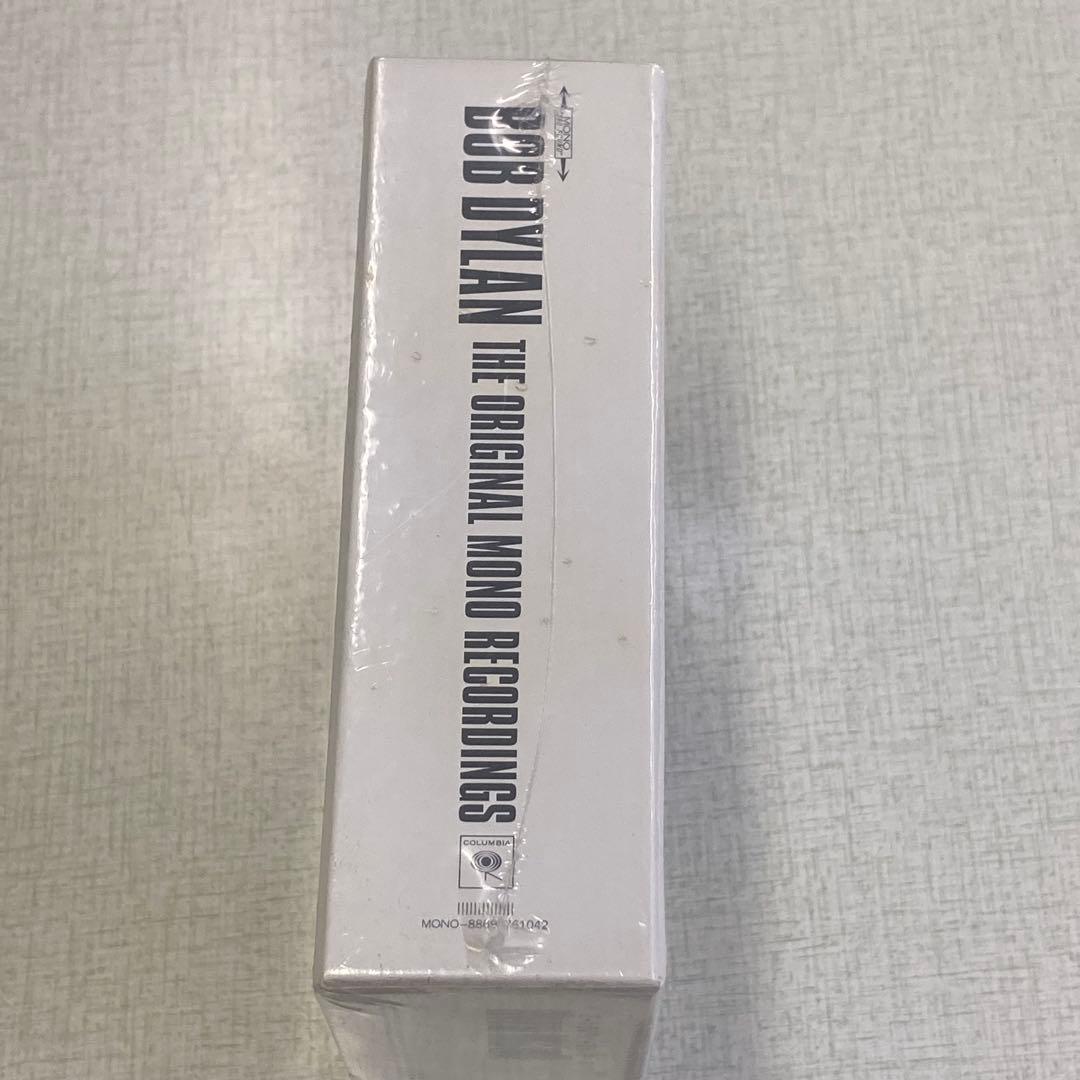 MONO
BOB DYLAN THE ORIGINAL MONO RECORDINGS
COLUMBIA